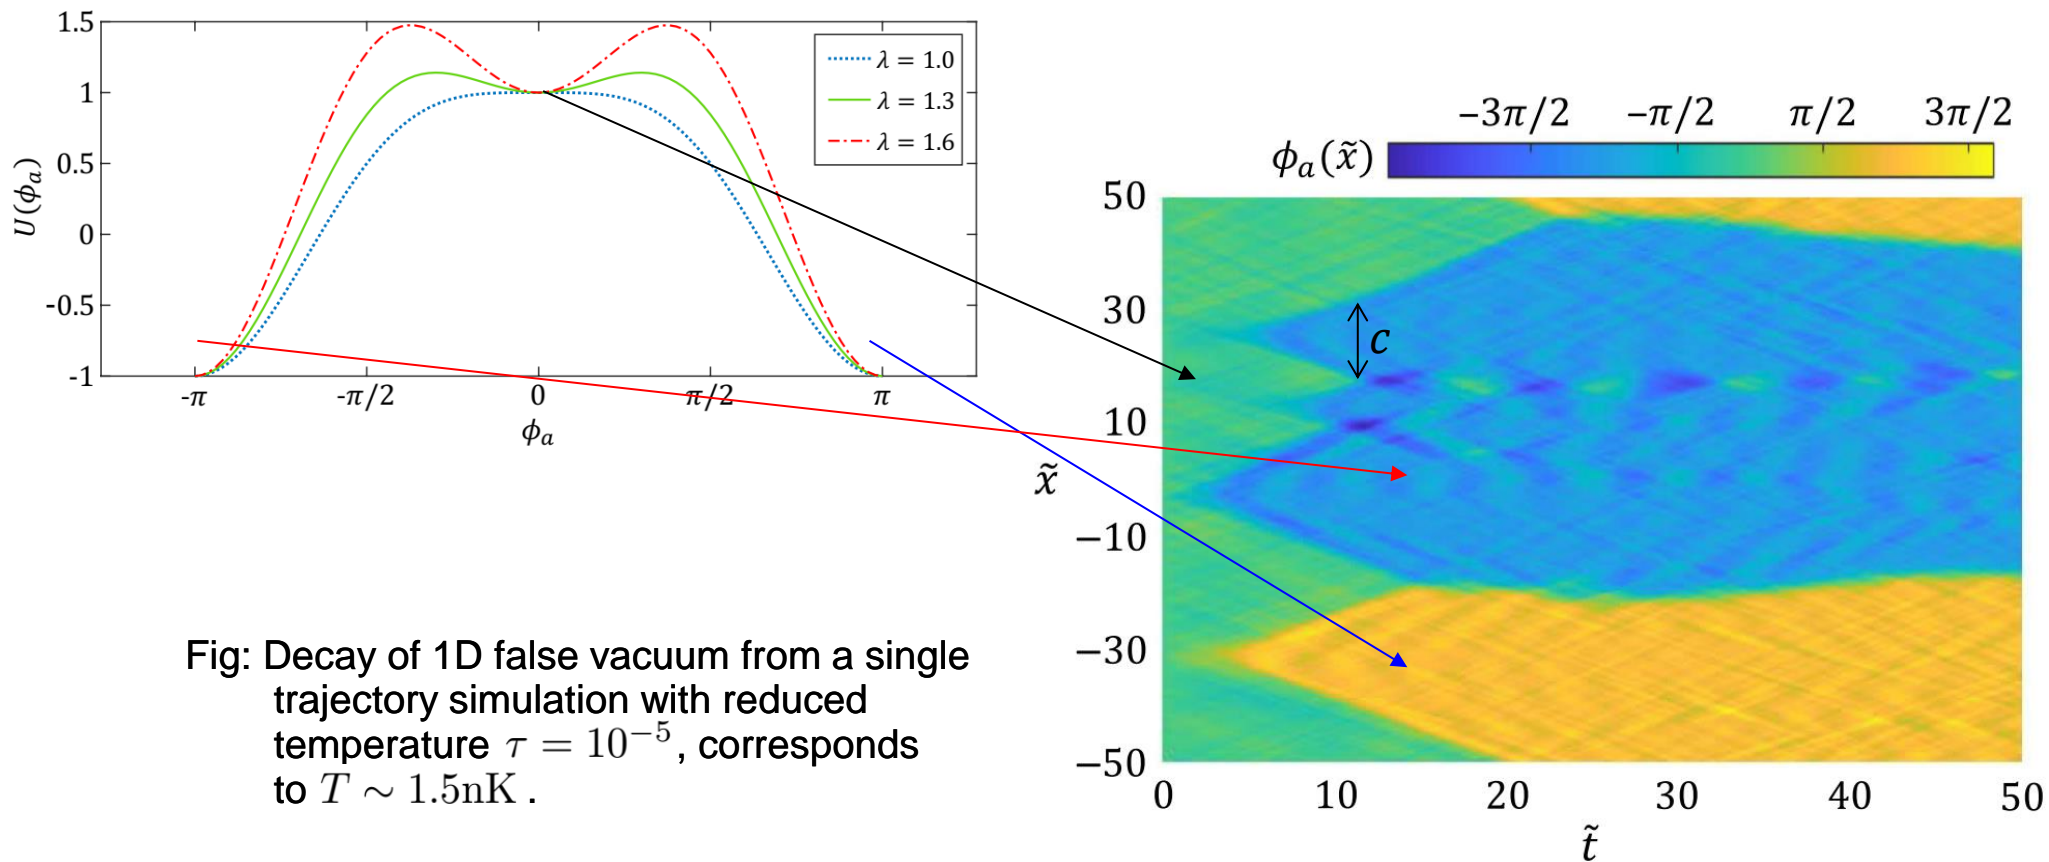 1.5
1
0.5
0
-0.5
-1
U(ϕₐ)
-π
-π/2
0
π/2
π
ϕₐ
λ = 1.0
λ = 1.3
λ = 1.6
−3π/2
−π/2
π/2
3π/2
ϕₐ(x̃)
50
30
10
−10
−30
−50
x̃
c
0
10
20
30
40
50
t̃
Fig: Decay of 1D false vacuum from a single
trajectory simulation with reduced
temperature τ = 10⁻⁵, corresponds
to T ∼ 1.5nK .